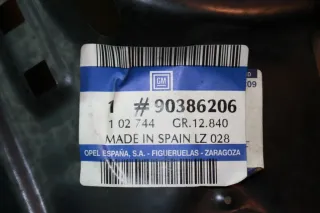 GM
1 # 90386206
1 02 744 GR.12.840
MADE IN SPAIN LZ 028
OPEL ESPAÑA, S.A. - FIGUERUELAS - ZARAGOZA
09